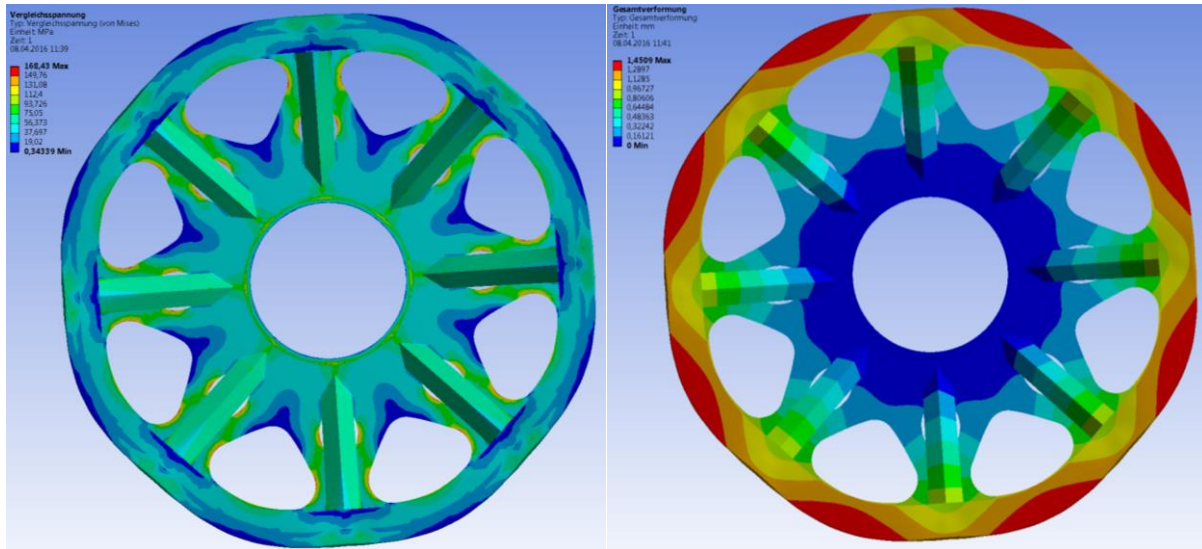 Vergleichsspannung
Typ: Vergleichsspannung (von Mises)
Einheit: MPa
Zeit: 1
08.04.2016 11:39
168,43 Max
149,76
131,08
112,4
93,726
75,05
56,373
37,697
19,02
0,34339 Min
Gesamtverformung
Typ: Gesamtverformung
Einheit: mm
Zeit: 1
08.04.2016 11:41
1,4509 Max
1,2897
1,1285
0,96727
0,80606
0,64484
0,48363
0,32242
0,16121
0 Min